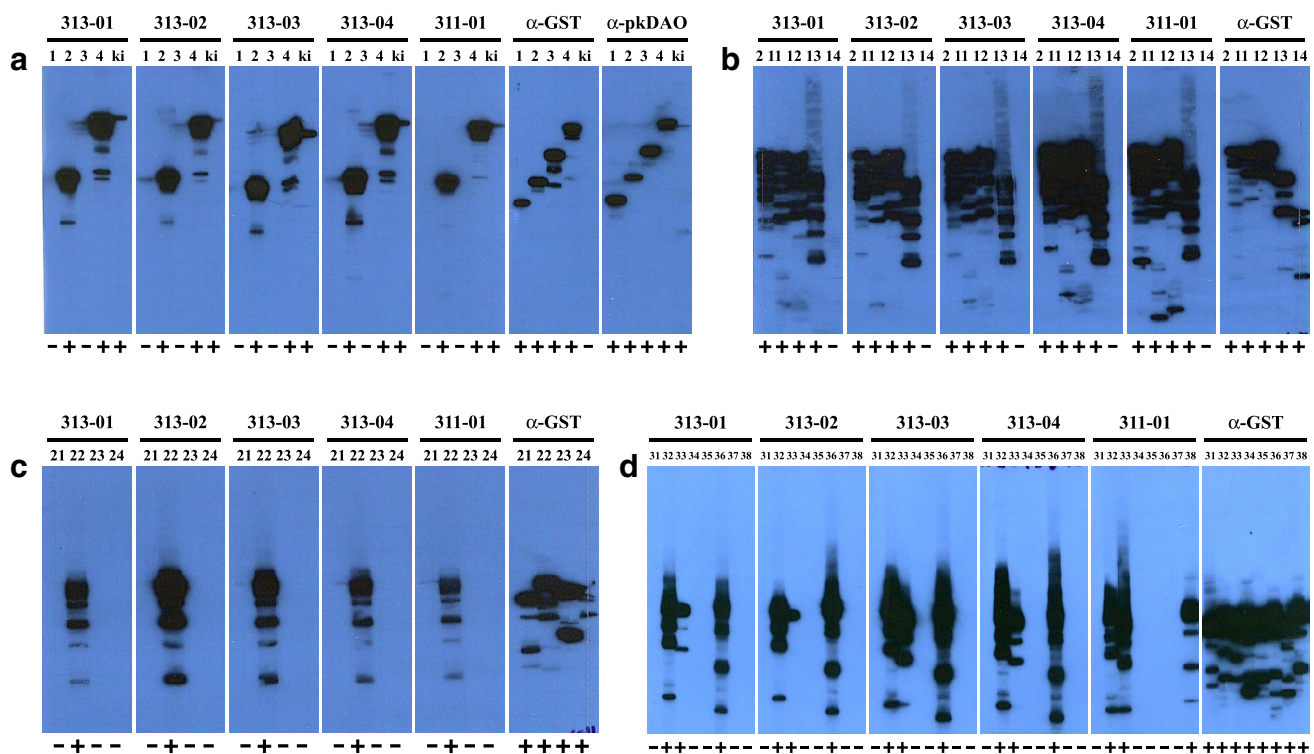 313-01 313-02 313-03 313-04 311-01 α-GST α-pkDAO
a 1 2 3 4 ki 1 2 3 4 ki 1 2 3 4 ki 1 2 3 4 ki 1 2 3 4 ki 1 2 3 4 ki 1 2 3 4 ki
– + – + + – + – + + – + – + + – + – + + – + – + + + + + + – + + + + +
313-01 313-02 313-03 313-04 311-01 α-GST
b 2 11 12 13 14 2 11 12 13 14 2 11 12 13 14 2 11 12 13 14 2 11 12 13 14 2 11 12 13 14
+ + + + – + + + + – + + + + – + + + + – + + + + – + + + + +
313-01 313-02 313-03 313-04 311-01 α-GST
c 21 22 23 24 21 22 23 24 21 22 23 24 21 22 23 24 21 22 23 24 21 22 23 24
– + – – – + – – – + – – – + – – – + – – + + + +
313-01 313-02 313-03 313-04 311-01 α-GST
d 31 32 33 34 35 36 37 38 31 32 33 34 35 36 37 38 31 32 33 34 35 36 37 38 31 32 33 34 35 36 37 38 31 32 33 34 35 36 37 38 31 32 33 34 35 36 37 38
– + + – – + – – – + + – – + – – – + + – – + – – – + + – – + – – – + + – – – – + + + + + + + + +